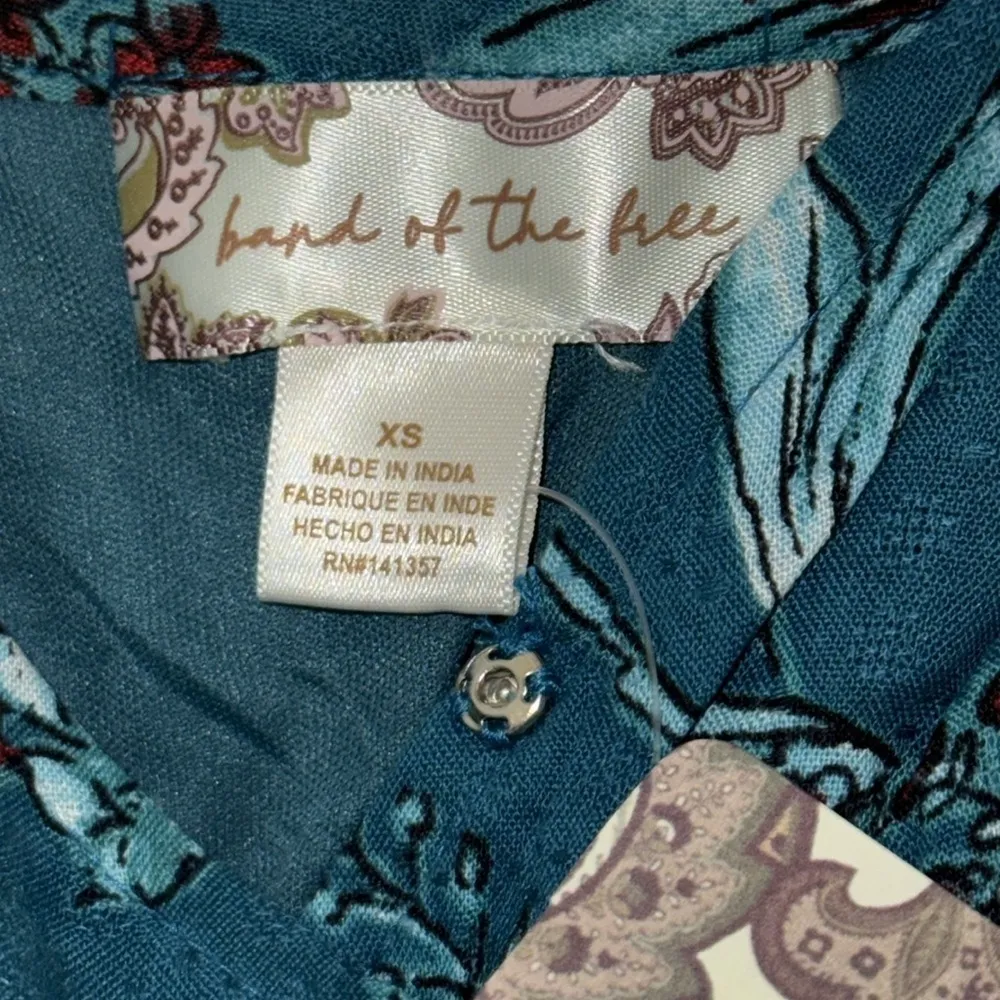 band of the free
XS
MADE IN INDIA
FABRIQUE EN INDE
HECHO EN INDIA
RN#141357